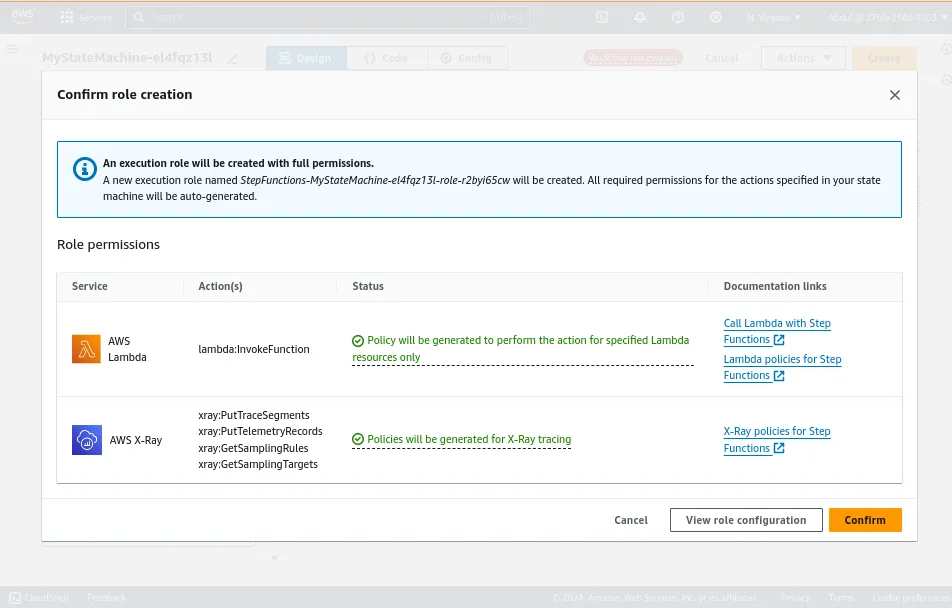 AWS
Services
Search
[Alt+S]
N. Virginia
MyStateMachine-el4fqz13l
Design
Code
Config
Cancel
Actions
Create
Confirm role creation
An execution role will be created with full permissions.
A new execution role named StepFunctions-MyStateMachine-el4fqz13l-role-r2byi65cw will be created. All required permissions for the actions specified in your state
machine will be auto-generated.
Role permissions
Service
Action(s)
Status
Documentation links
AWS
Lambda
lambda:InvokeFunction
Policy will be generated to perform the action for specified Lambda
resources only
Call Lambda with Step
Functions
Lambda policies for Step
Functions
AWS X-Ray
xray:PutTraceSegments
xray:PutTelemetryRecords
xray:GetSamplingRules
xray:GetSamplingTargets
Policies will be generated for X-Ray tracing
X-Ray policies for Step
Functions
Cancel
View role configuration
Confirm
CloudShell
Feedback
© 2024, Amazon Web Services, Inc. or its affiliates.
Privacy
Terms
Cookie preferences